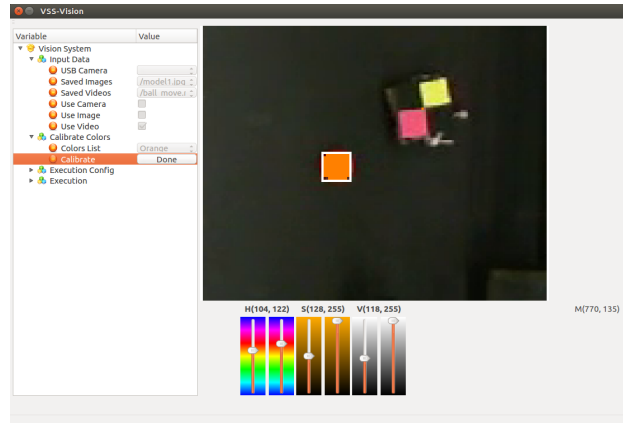 VSS-Vision
Variable Value
Vision System
Input Data
USB Camera
Saved Images /model1.jpg
Saved Videos /ball_move.
Use Camera
Use Image
Use Video
Calibrate Colors
Colors List Orange
Calibrate Done
Execution Config
Execution
H(104, 122) S(128, 255) V(118, 255) M(770, 135)